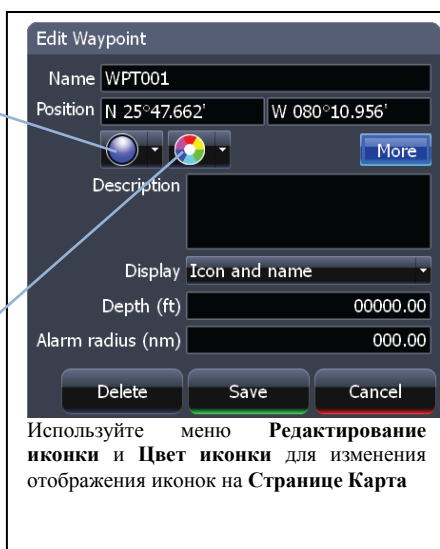 Edit Waypoint
Name WPT001
Position N 25°47.662' W 080°10.956'
More
Description
Display Icon and name
Depth (ft) 00000.00
Alarm radius (nm) 000.00
Delete Save Cancel
Используйте меню Редактирование
иконки и Цвет иконки для изменения
отображения иконок на Странице Карта